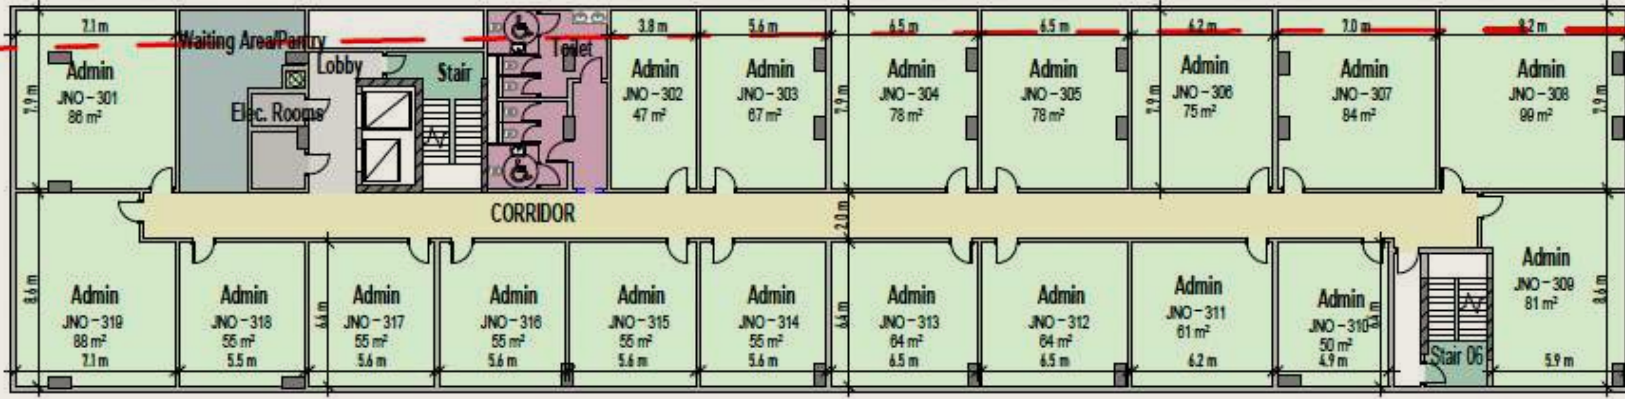 7.1 m
3.8 m
5.6 m
6.5 m
6.5 m
6.2 m
7.0 m
8.2 m
Waiting Area/Pantry
Lobby
Stair
Toilet
Elec. Rooms
7.9 m
Admin
JNO-301
86 m²
Admin
JNO-302
47 m²
Admin
JNO-303
67 m²
7.9 m
Admin
JNO-304
78 m²
Admin
JNO-305
78 m²
7.9 m
Admin
JNO-306
75 m²
Admin
JNO-307
84 m²
Admin
JNO-308
99 m²
7.9 m
CORRIDOR
2.0 m
8.6 m
Admin
JNO-319
88 m²
7.1 m
Admin
JNO-318
55 m²
5.5 m
6.4 m
Admin
JNO-317
55 m²
5.6 m
Admin
JNO-316
55 m²
5.6 m
Admin
JNO-315
55 m²
5.6 m
Admin
JNO-314
55 m²
5.6 m
6.4 m
Admin
JNO-313
64 m²
6.5 m
Admin
JNO-312
64 m²
6.5 m
Admin
JNO-311
61 m²
6.2 m
Admin
JNO-310
50 m²
4.9 m
6.4 m
Stair 06
Admin
JNO-309
81 m²
5.9 m
8.6 m